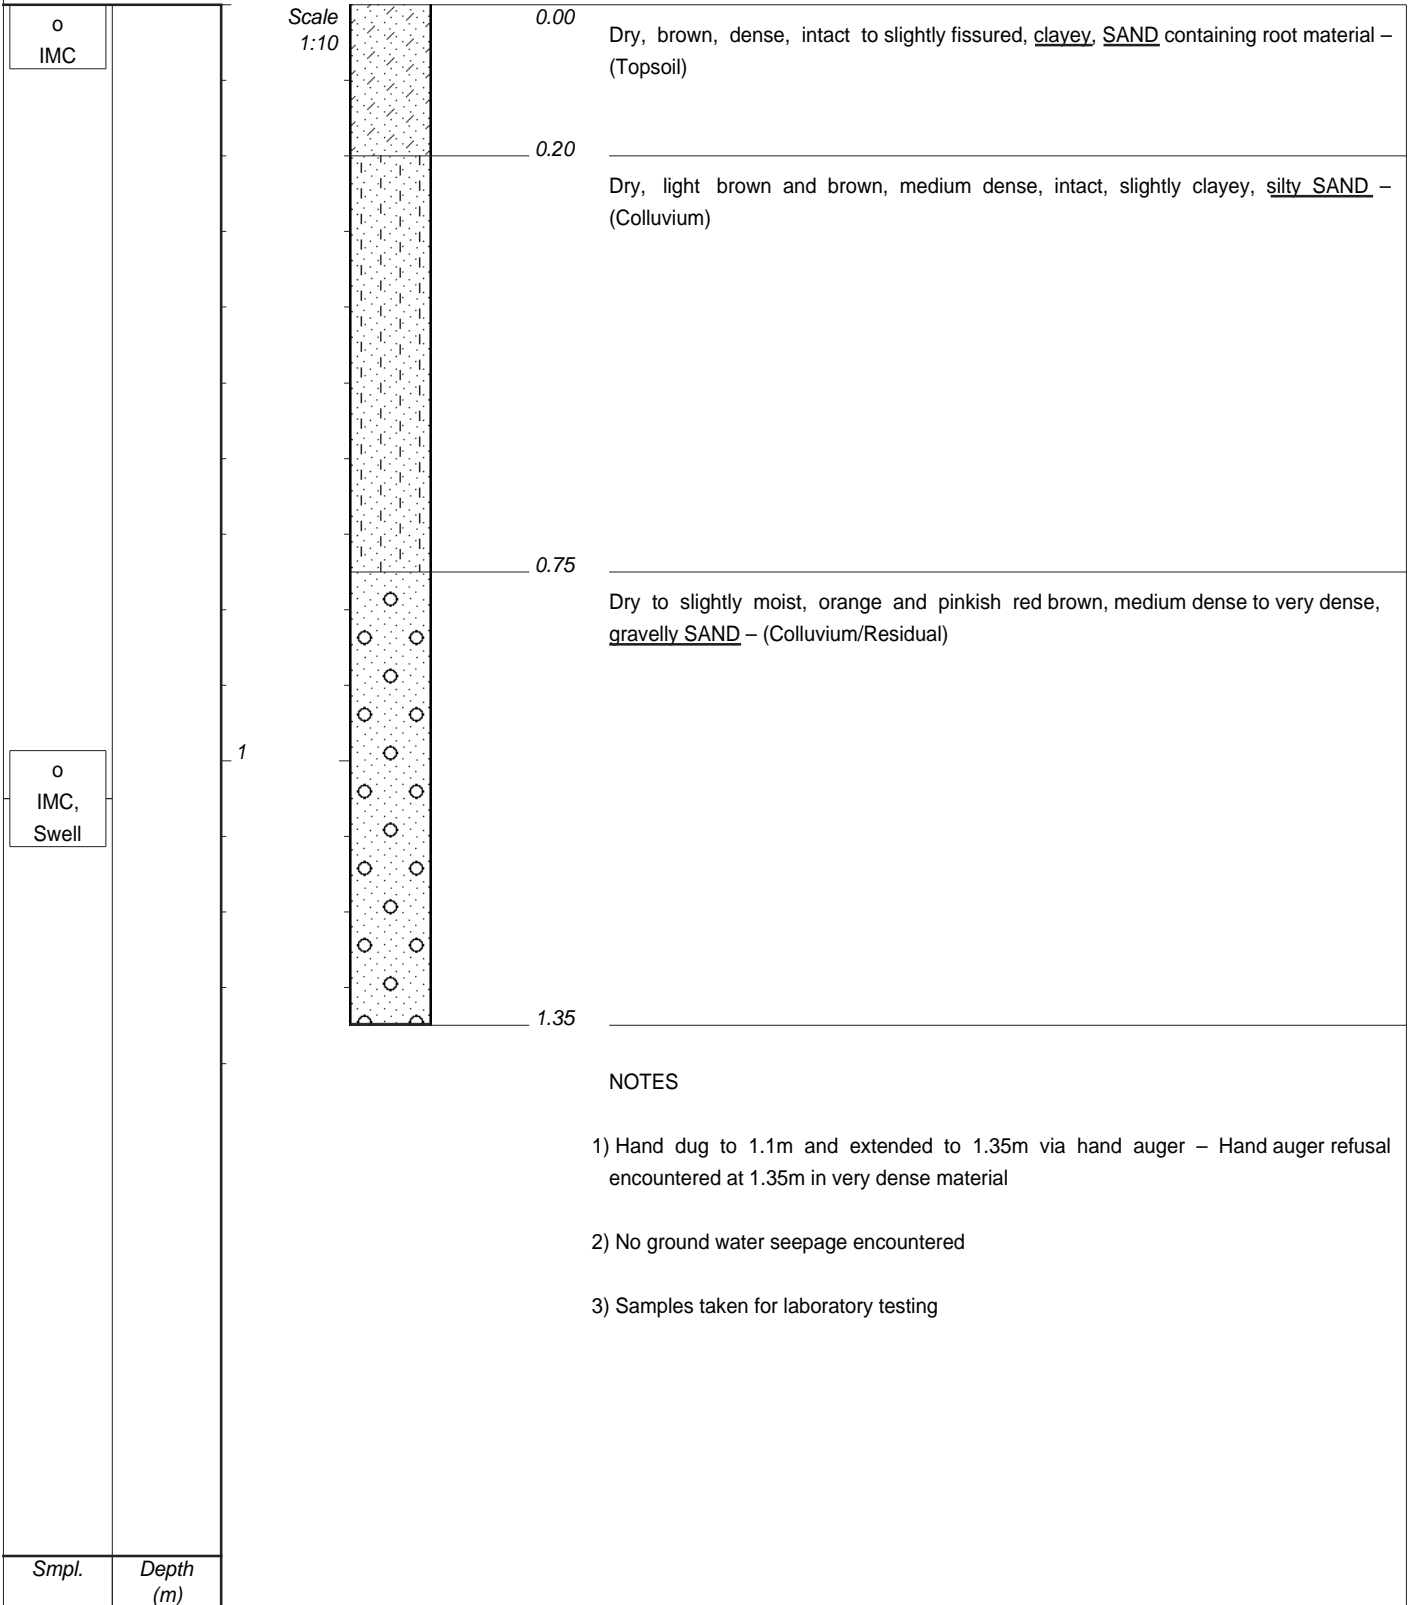 o
IMC
Scale
1:10
0.00
Dry, brown, dense, intact to slightly fissured, clayey, SAND containing root material –
(Topsoil)
0.20
Dry, light brown and brown, medium dense, intact, slightly clayey, silty SAND –
(Colluvium)
0.75
Dry to slightly moist, orange and pinkish red brown, medium dense to very dense,
gravelly SAND – (Colluvium/Residual)
1
o
IMC,
Swell
1.35
NOTES
1) Hand dug to 1.1m and extended to 1.35m via hand auger – Hand auger refusal
encountered at 1.35m in very dense material
2) No ground water seepage encountered
3) Samples taken for laboratory testing
Smpl.
Depth
(m)